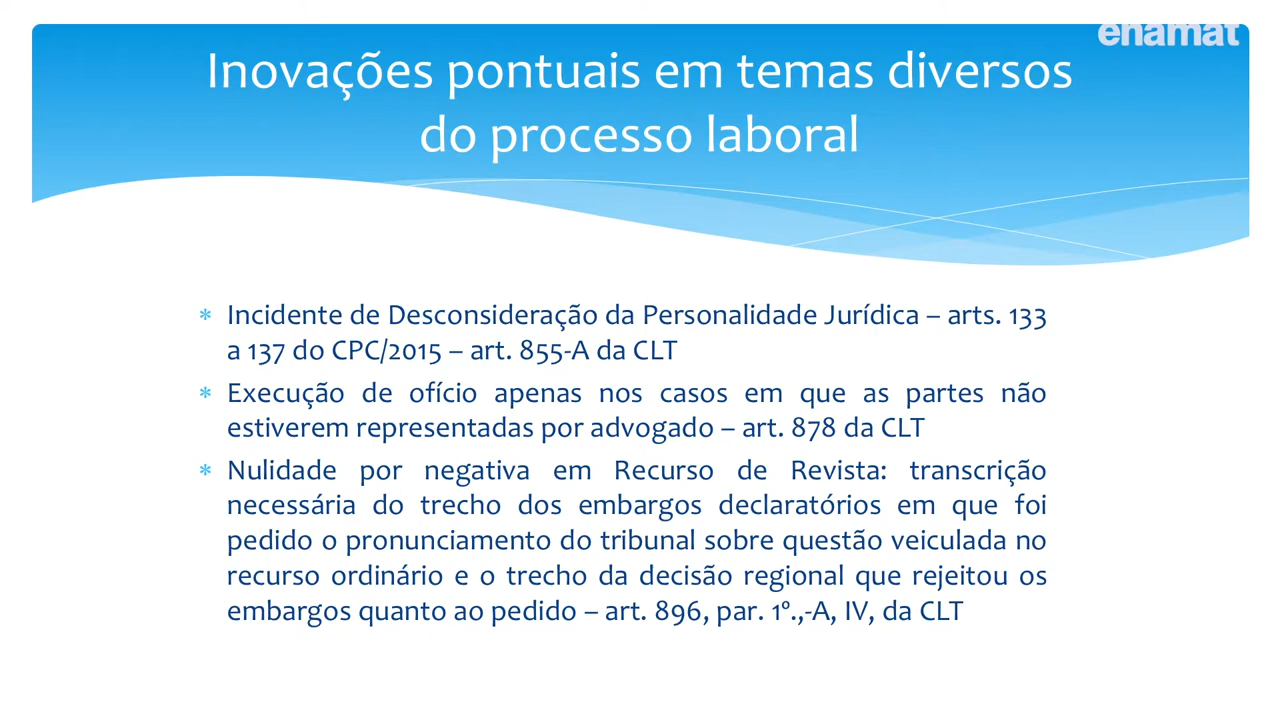 enamat
Inovações pontuais em temas diversos
do processo laboral
* Incidente de Desconsideração da Personalidade Jurídica – arts. 133
a 137 do CPC/2015 – art. 855-A da CLT
* Execução de ofício apenas nos casos em que as partes não
estiverem representadas por advogado – art. 878 da CLT
* Nulidade por negativa em Recurso de Revista: transcrição
necessária do trecho dos embargos declaratórios em que foi
pedido o pronunciamento do tribunal sobre questão veiculada no
recurso ordinário e o trecho da decisão regional que rejeitou os
embargos quanto ao pedido – art. 896, par. 1º.,-A, IV, da CLT